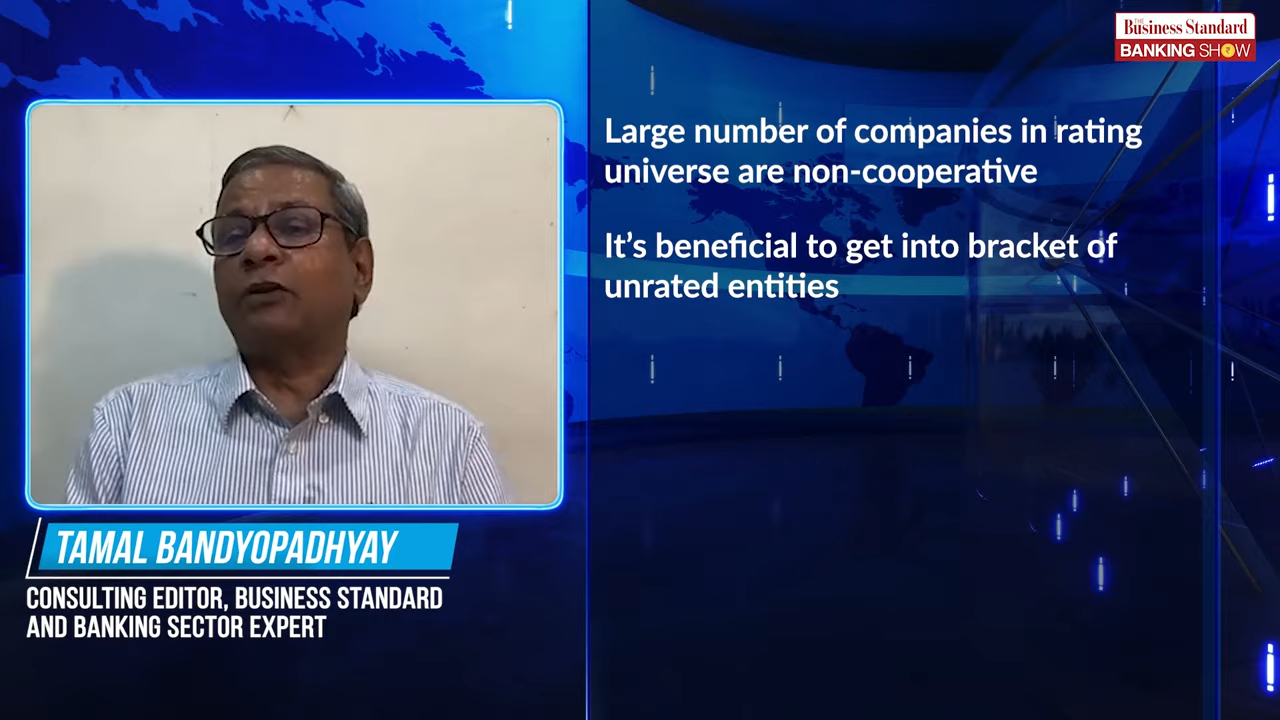 THE
Business Standard
BANKING SHOW
Large number of companies in rating
universe are non-cooperative
It's beneficial to get into bracket of
unrated entities
TAMAL BANDYOPADHYAY
CONSULTING EDITOR, BUSINESS STANDARD
AND BANKING SECTOR EXPERT